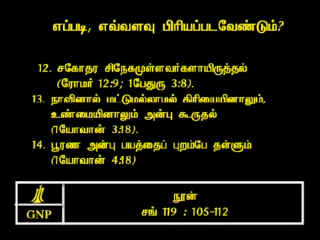 எப்படி, எவ்வளவு பிரியப்படவேண்டும்?
12. சகோதர சிநேகமுள்ளவர்களாயிருத்தல்
(ரோமர் 12:9; 1பேதுரு 3:8).
13. நாவினால் மட்டுமல்லாமல் கிரியையினாலும்,
உண்மையினாலும் அன்பு கூருதல்
(1யோவான் 3:18).
14. பூரண அன்பு பயத்தைப் புறம்பே தள்ளும்
(1யோவான் 4:18)
GNP
நூன்
சங் 119 : 105-112